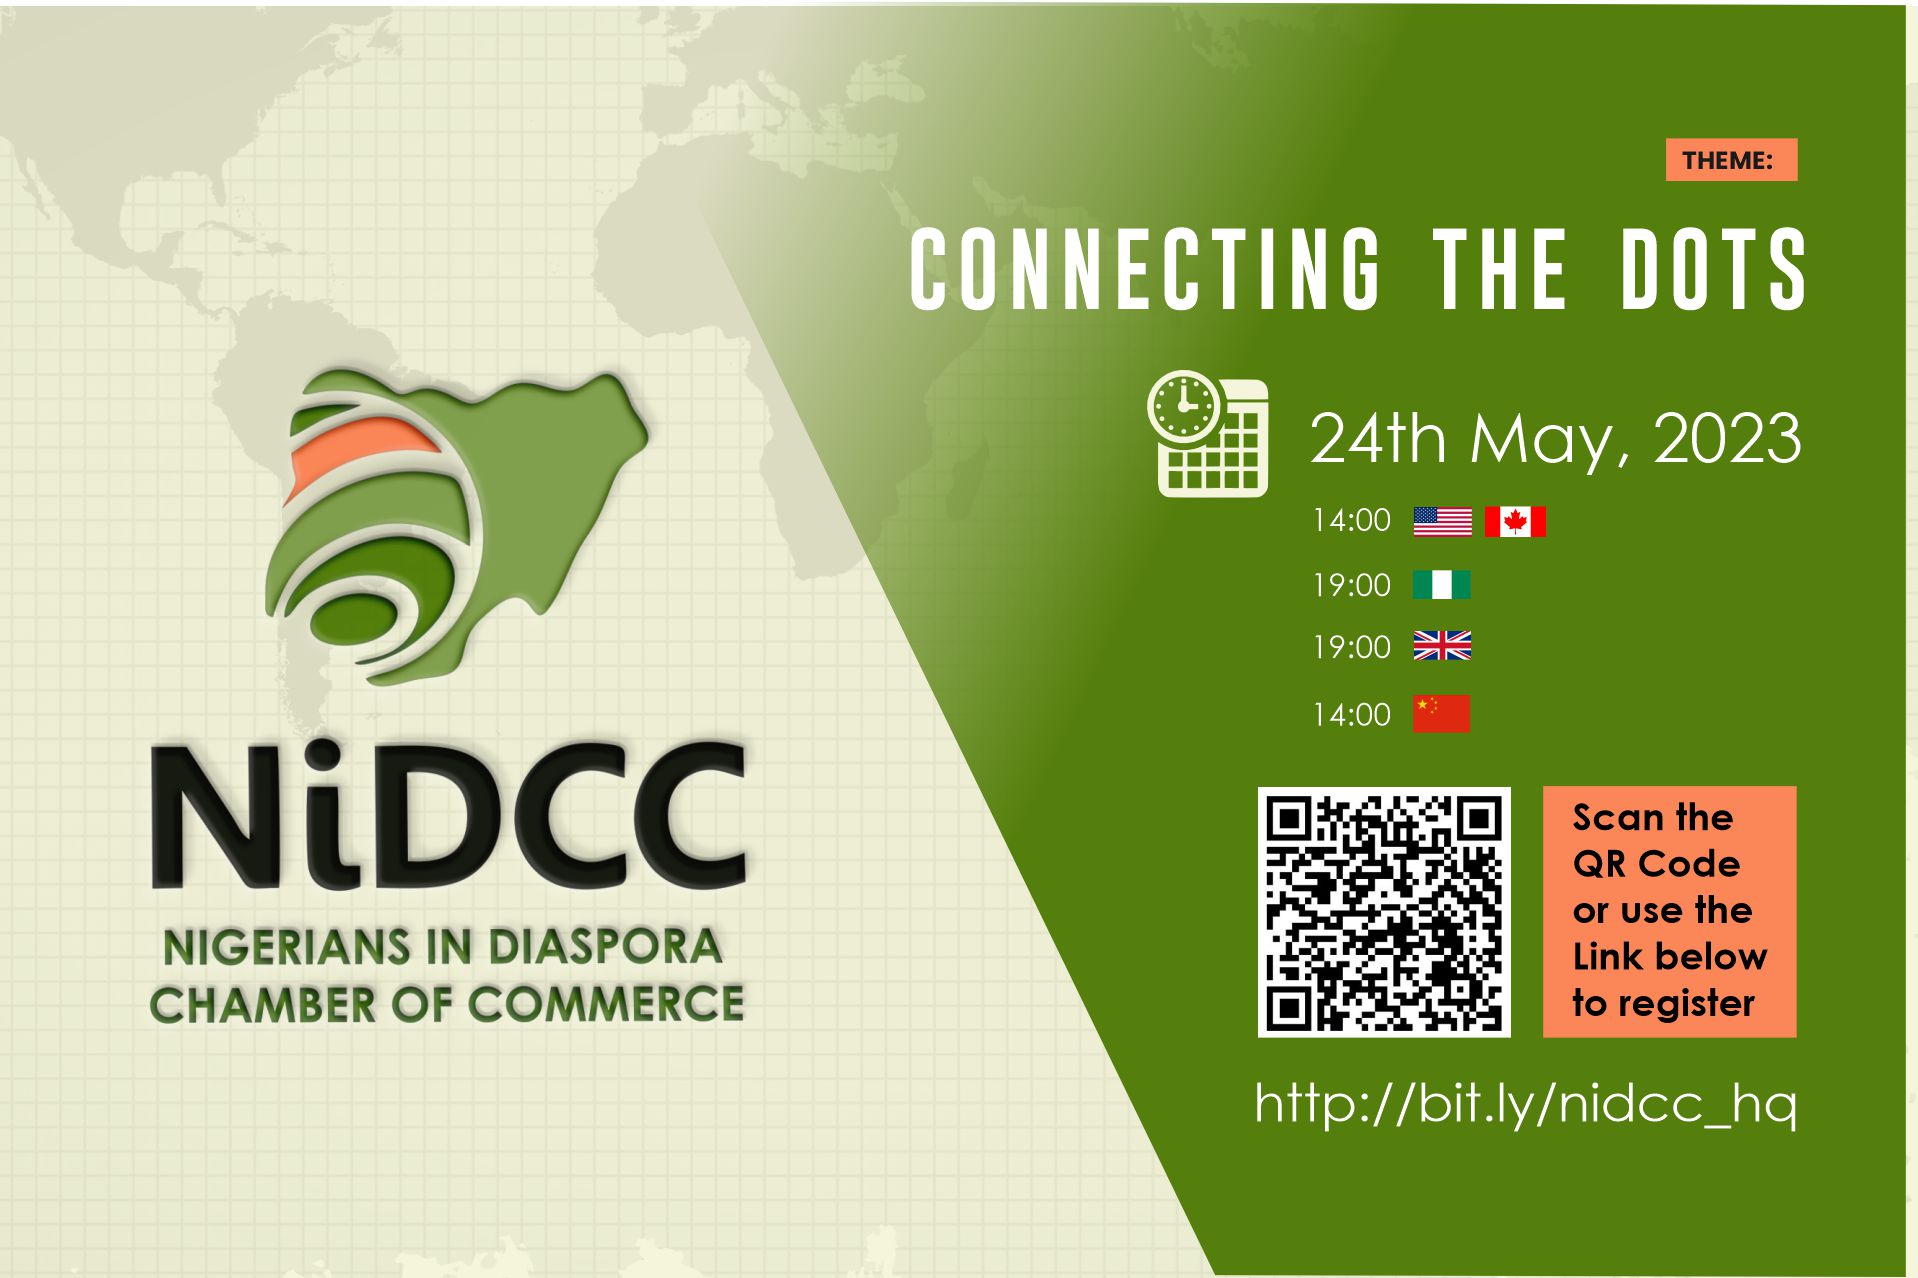 NiDCC
NIGERIANS IN DIASPORA
CHAMBER OF COMMERCE
THEME:
CONNECTING THE DOTS
24th May, 2023
14:00
19:00
19:00
14:00
Scan the
QR Code
or use the
Link below
to register
http://bit.ly/nidcc_hq